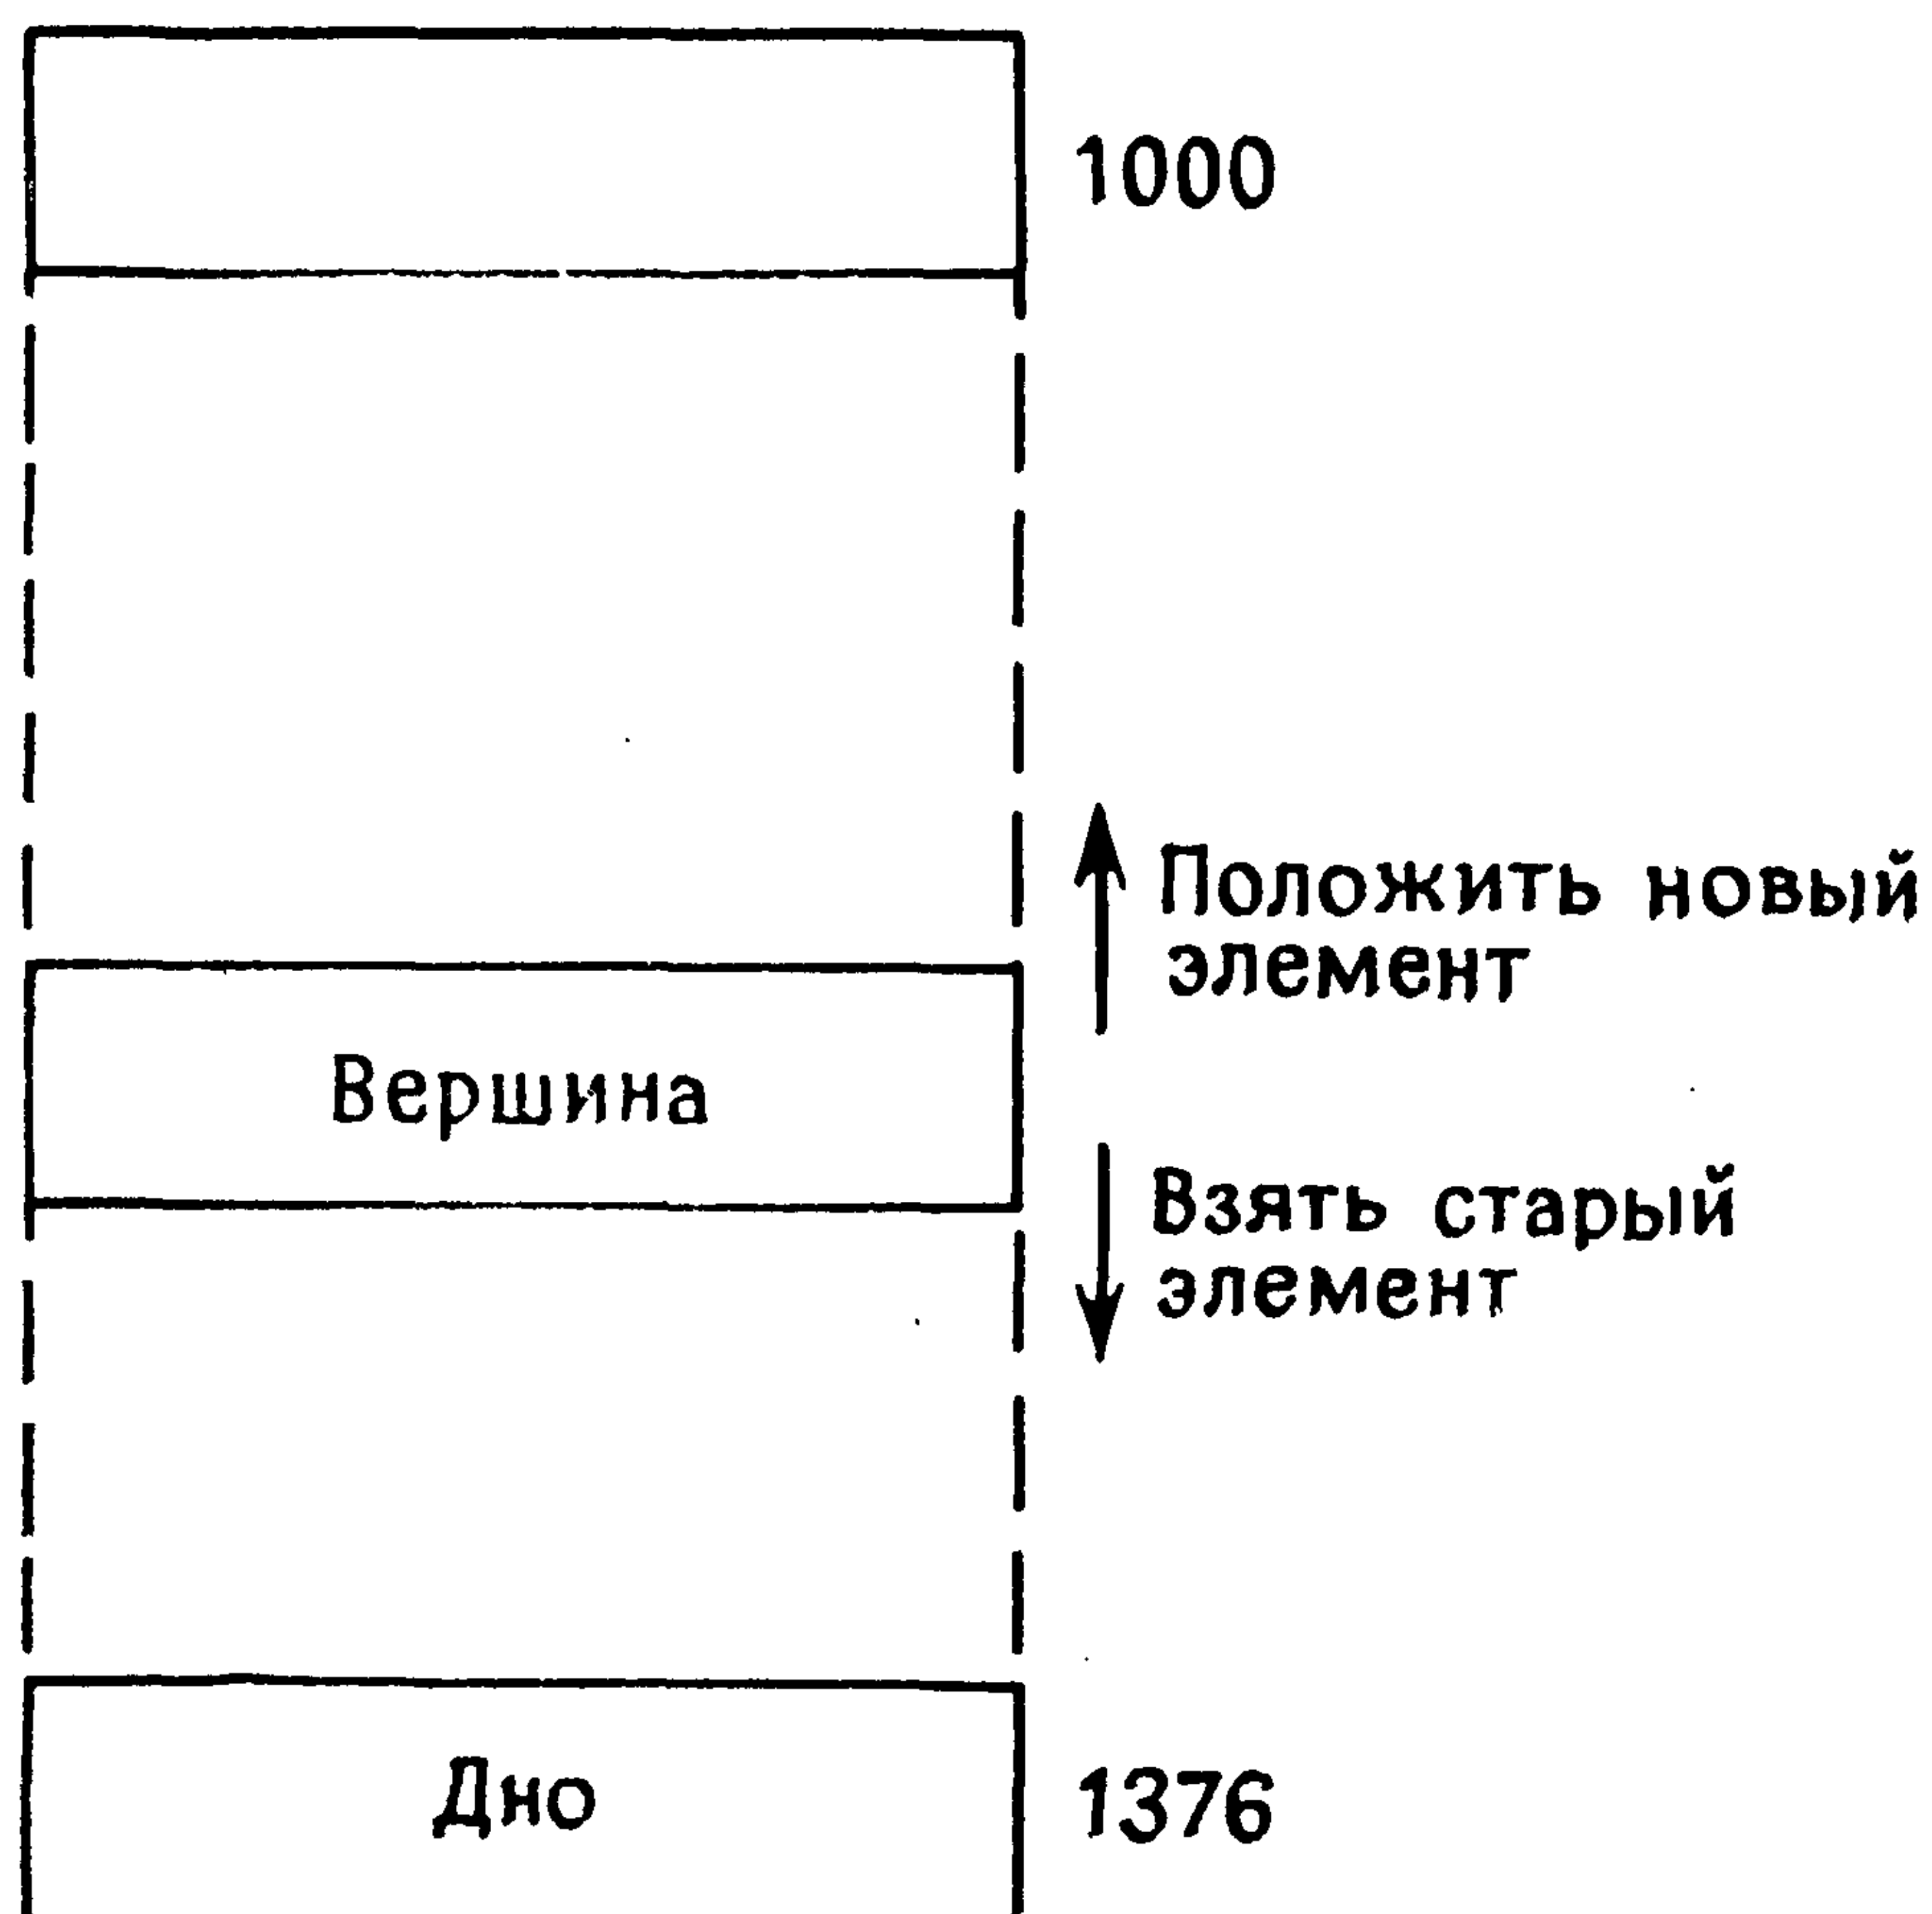 1000
Положить новый
элемент
Вершина
Взять старый
элемент
Дно
1376